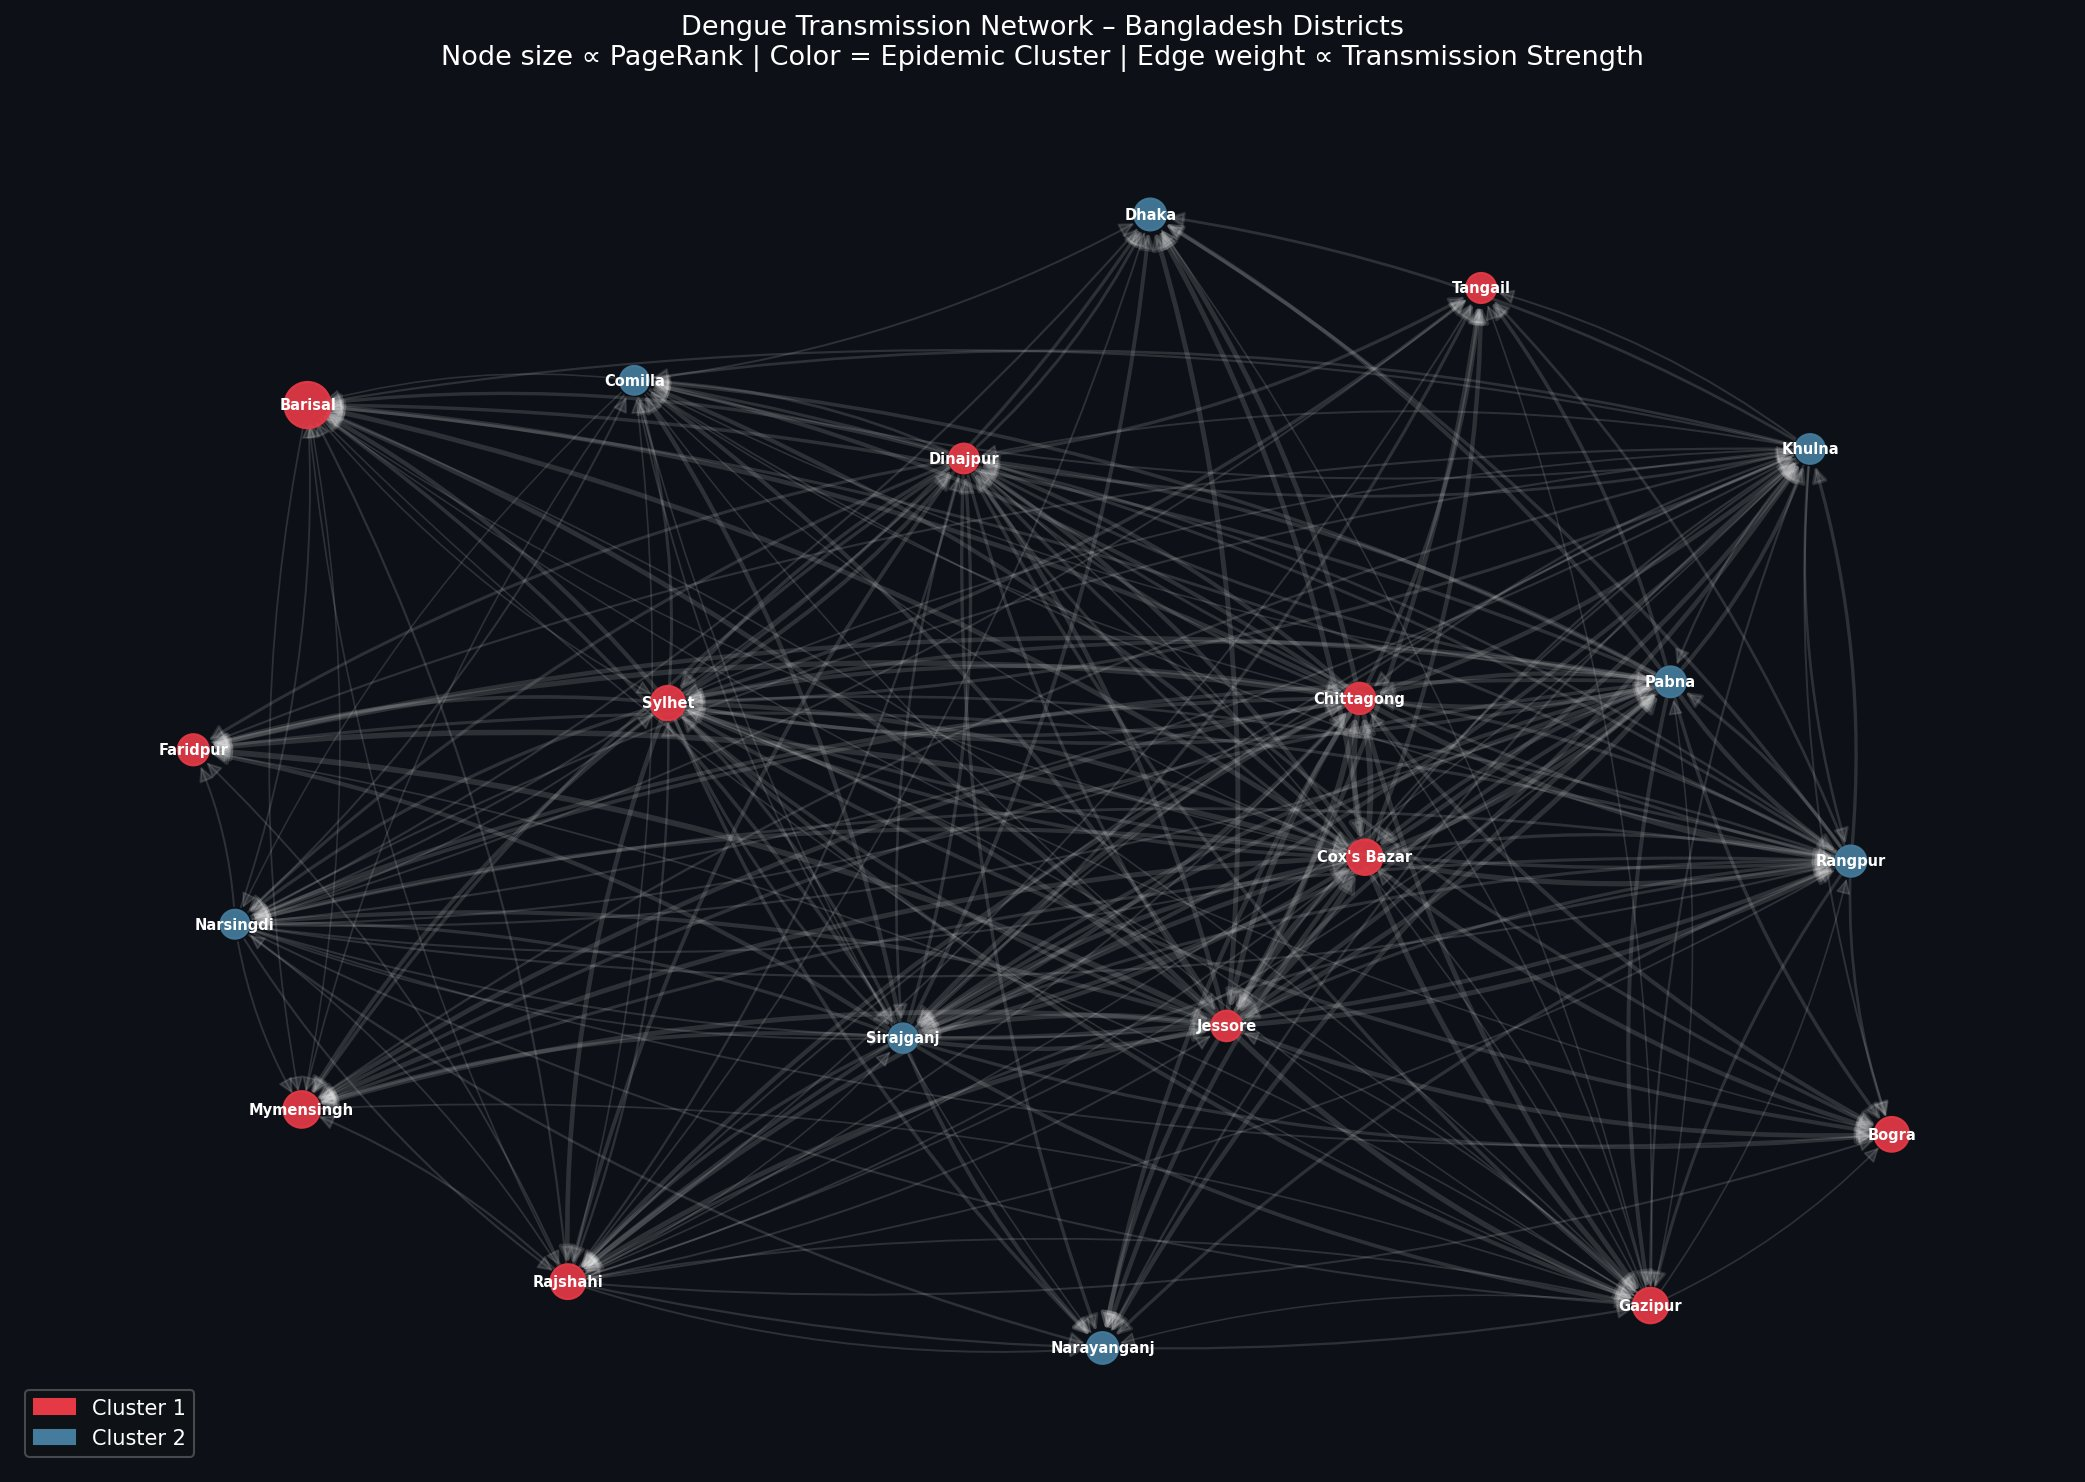 Dengue Transmission Network – Bangladesh Districts
Node size ∝ PageRank | Color = Epidemic Cluster | Edge weight ∝ Transmission Strength
Dhaka
Tangail
Comilla
Barisal
Khulna
Dinajpur
Pabna
Chittagong
Sylhet
Faridpur
Cox's Bazar
Rangpur
Narsingdi
Jessore
Sirajganj
Mymensingh
Bogra
Rajshahi
Gazipur
Narayanganj
Cluster 1
Cluster 2